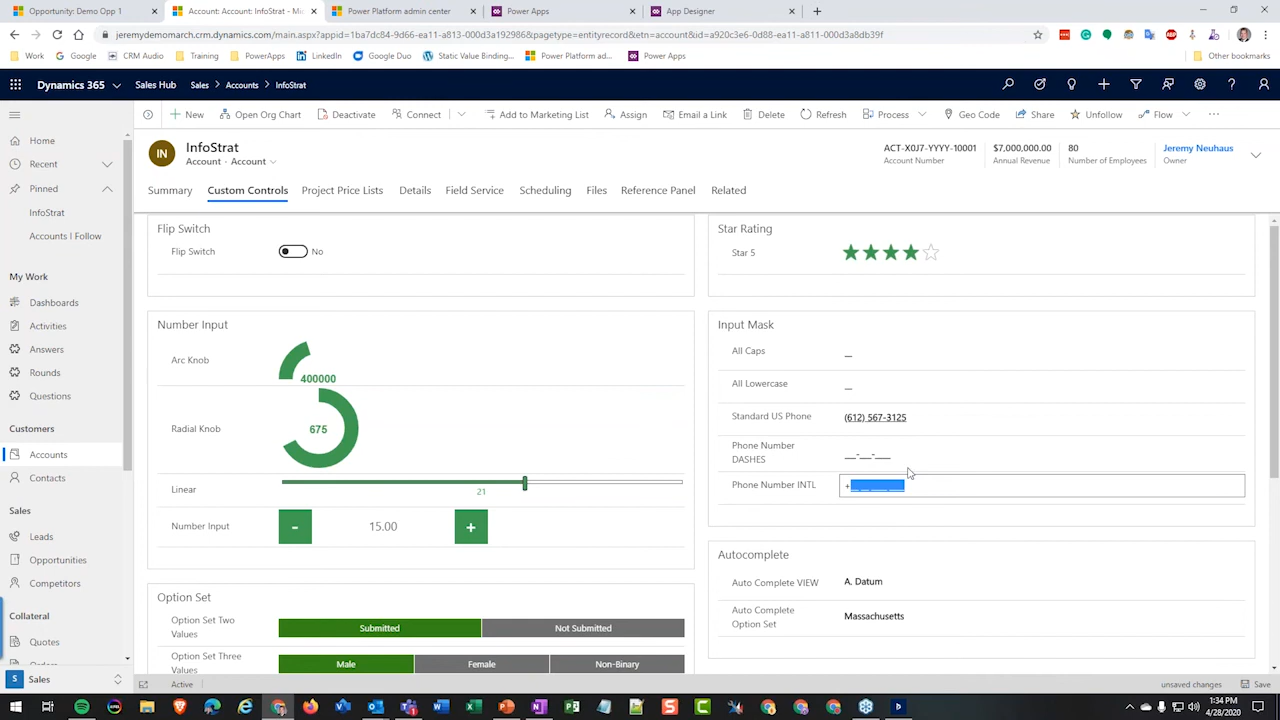 Opportunity: Demo Opp 1
Account: Account: InfoStrat - Mic
Power Platform admin center
Power Apps
App Designer
jeremydemomarch.crm.dynamics.com/main.aspx?appid=1ba7dc84-9d66-ea11-a813-000d3a192986&pagetype=entityrecord&etn=account&id=a920c3e6-0d88-ea11-a811-000d3a8db39f
Work
Google
CRM Audio
Training
PowerApps
LinkedIn
Google Duo
Static Value Binding...
Power Platform ad...
Power Apps
Other bookmarks
Dynamics 365
Sales Hub
Sales > Accounts > InfoStrat
New
Open Org Chart
Deactivate
Connect
Add to Marketing List
Assign
Email a Link
Delete
Refresh
Process
Geo Code
Share
Unfollow
Flow
Home
Recent
Pinned
InfoStrat
Accounts I Follow
My Work
Dashboards
Activities
Answers
Rounds
Questions
Customers
Accounts
Contacts
Sales
Leads
Opportunities
Competitors
Collateral
Quotes
S Sales
IN
InfoStrat
Account · Account
ACT-X0J7-YYYY-10001
Account Number
$7,000,000.00
Annual Revenue
80
Number of Employees
Jeremy Neuhaus
Owner
Summary
Custom Controls
Project Price Lists
Details
Field Service
Scheduling
Files
Reference Panel
Related
Flip Switch
Flip Switch No
Star Rating
Star 5
Number Input
Arc Knob
400000
Radial Knob
675
Linear
21
Number Input - 15.00 +
Input Mask
All Caps _
All Lowercase _
Standard US Phone (612) 567-3125
Phone Number
DASHES
Phone Number INTL
Option Set
Option Set Two
Values
Submitted
Not Submitted
Option Set Three
Values
Male
Female
Non-Binary
Autocomplete
Auto Complete VIEW A. Datum
Auto Complete
Option Set
Massachusetts
Active
unsaved changes
Save
1:34 PM
4/28/2020